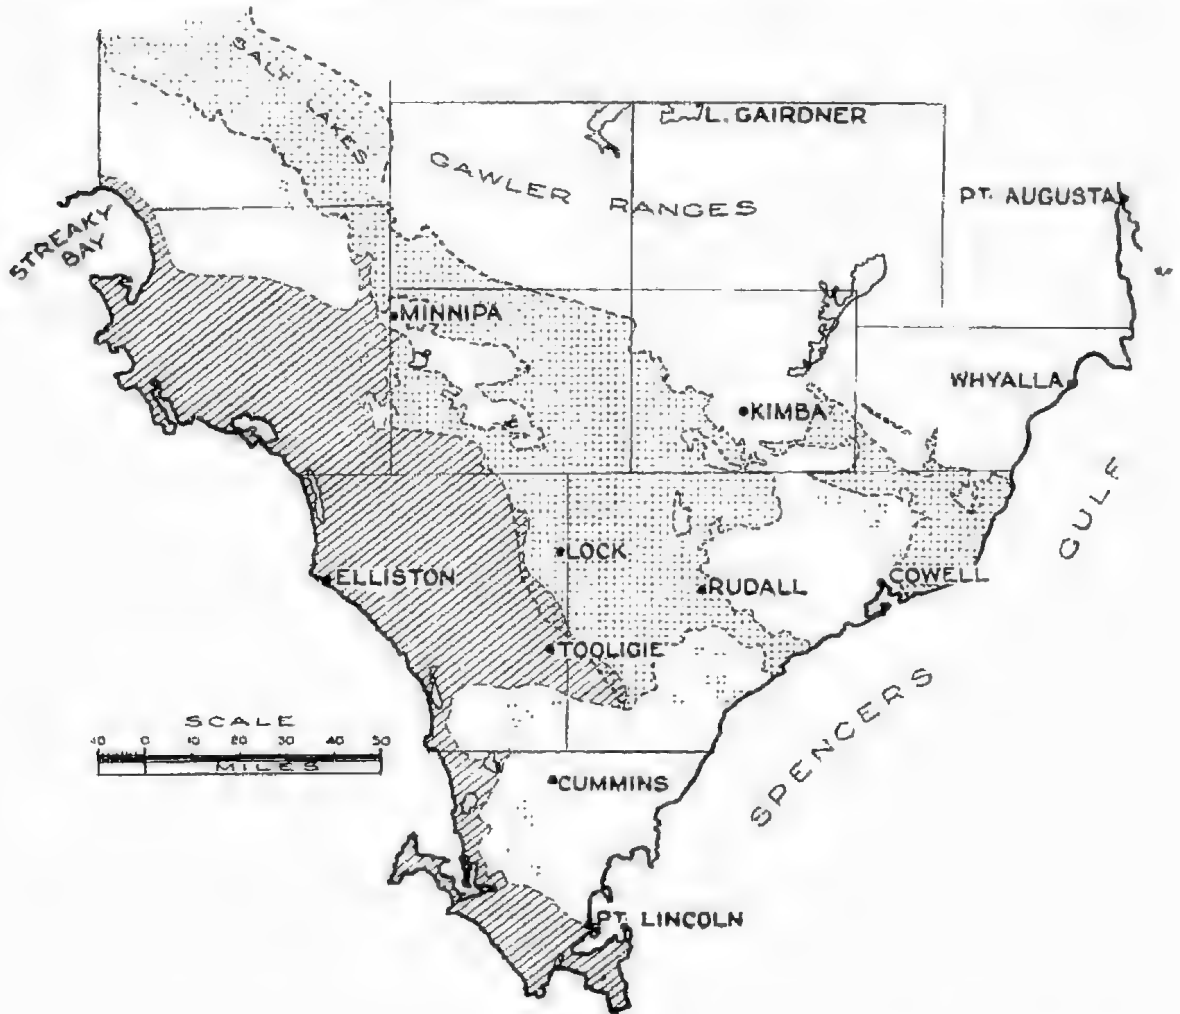 SALT LAKES
L. GAIRDNER
GAWLER RANGES
PT. AUGUSTA
STREAKY
BAY
MINNIPA
WHYALLA
KIMBA
GULF
LOCK
ELLISTON
RUDALL
COWELL
TOOLIGIE
SPENCERS
SCALE
10 0 10 20 30 40 50
MILES
CUMMINS
PT. LINCOLN